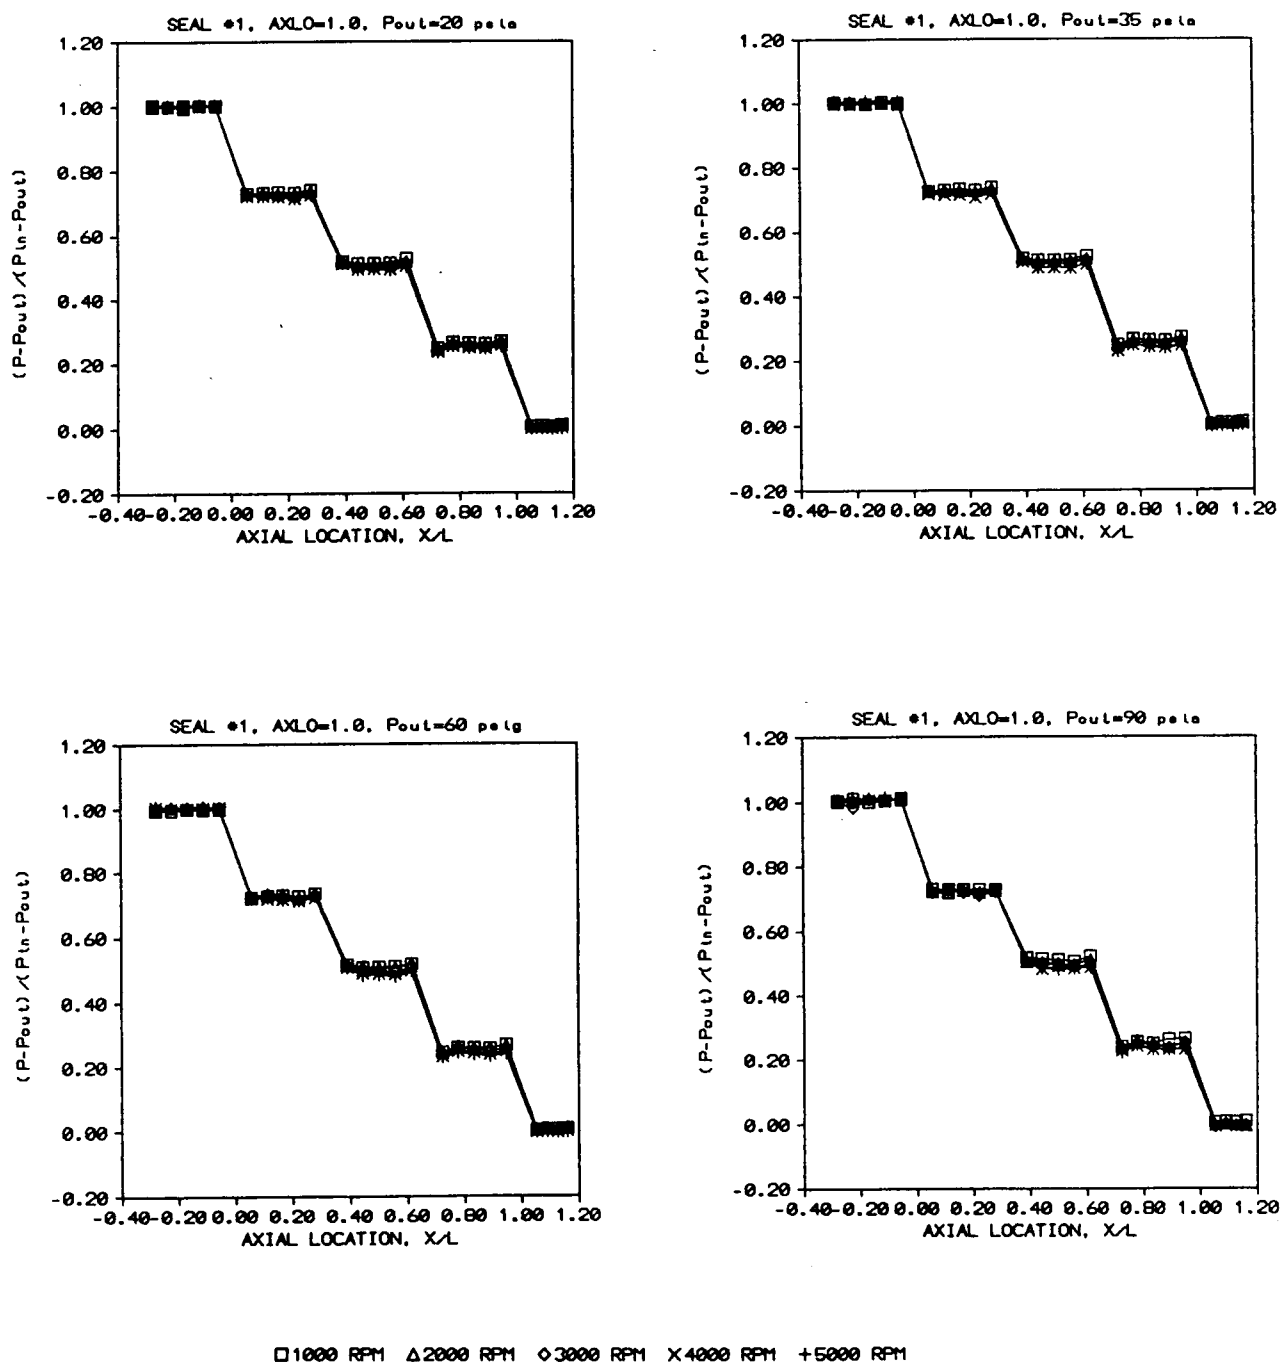 SEAL #1, AXLO=1.0, Pout=20 psia
1.20
1.00
0.80
0.60
0.40
0.20
0.00
-0.20
(P-Pout)/(Pin-Pout)
-0.40-0.20 0.00 0.20 0.40 0.60 0.80 1.00 1.20
AXIAL LOCATION, X/L
SEAL #1, AXLO=1.0, Pout=35 psia
1.20
1.00
0.80
0.60
0.40
0.20
0.00
-0.20
(P-Pout)/(Pin-Pout)
-0.40-0.20 0.00 0.20 0.40 0.60 0.80 1.00 1.20
AXIAL LOCATION, X/L
SEAL #1, AXLO=1.0, Pout=60 psig
1.20
1.00
0.80
0.60
0.40
0.20
0.00
-0.20
(P-Pout)/(Pin-Pout)
-0.40-0.20 0.00 0.20 0.40 0.60 0.80 1.00 1.20
AXIAL LOCATION, X/L
SEAL #1, AXLO=1.0, Pout=90 psia
1.20
1.00
0.80
0.60
0.40
0.20
0.00
-0.20
(P-Pout)/(Pin-Pout)
-0.40-0.20 0.00 0.20 0.40 0.60 0.80 1.00 1.20
AXIAL LOCATION, X/L
□1000 RPM △2000 RPM ◇3000 RPM ×4000 RPM +5000 RPM